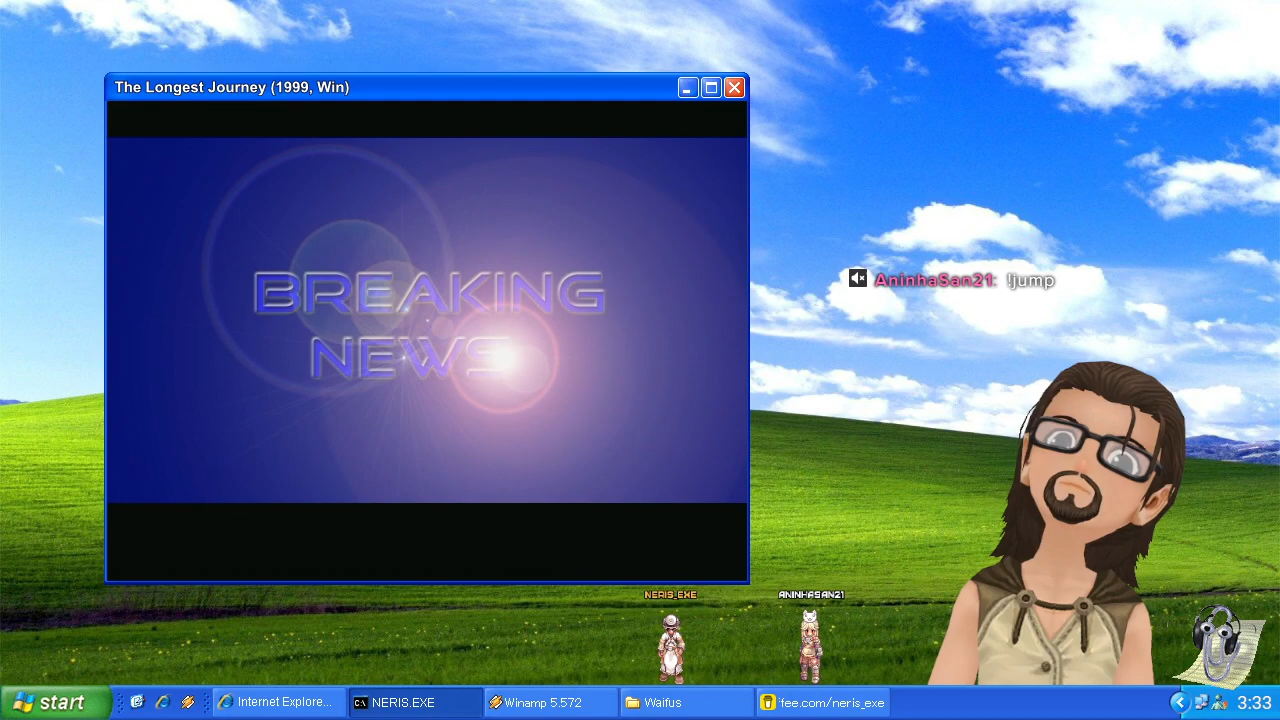 The Longest Journey (1999, Win)
BREAKING
NEWS
AninhaSan21: !jump
NERIS_EXE
ANINHASAN21
start
Internet Explore...
C:\
NERIS.EXE
Winamp 5.572
Waifus
'fee.com/neris_exe
3:33